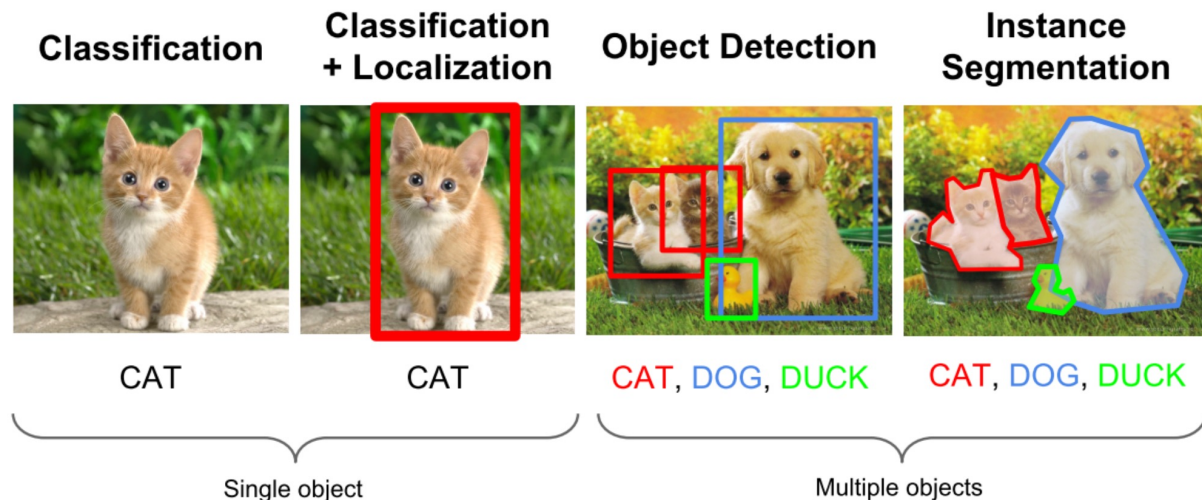 Classification
Classification
+ Localization
Object Detection
Instance
Segmentation
CAT
CAT
CAT, DOG, DUCK
CAT, DOG, DUCK
Single object
Multiple objects